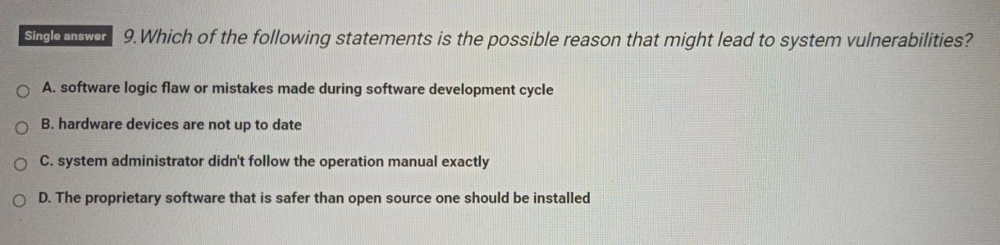 Single answer 9. Which of the following statements is the possible reason that might lead to system vulnerabilities?
A. software logic flaw or mistakes made during software development cycle
B. hardware devices are not up to date
C. system administrator didn't follow the operation manual exactly
D. The proprietary software that is safer than open source one should be installed